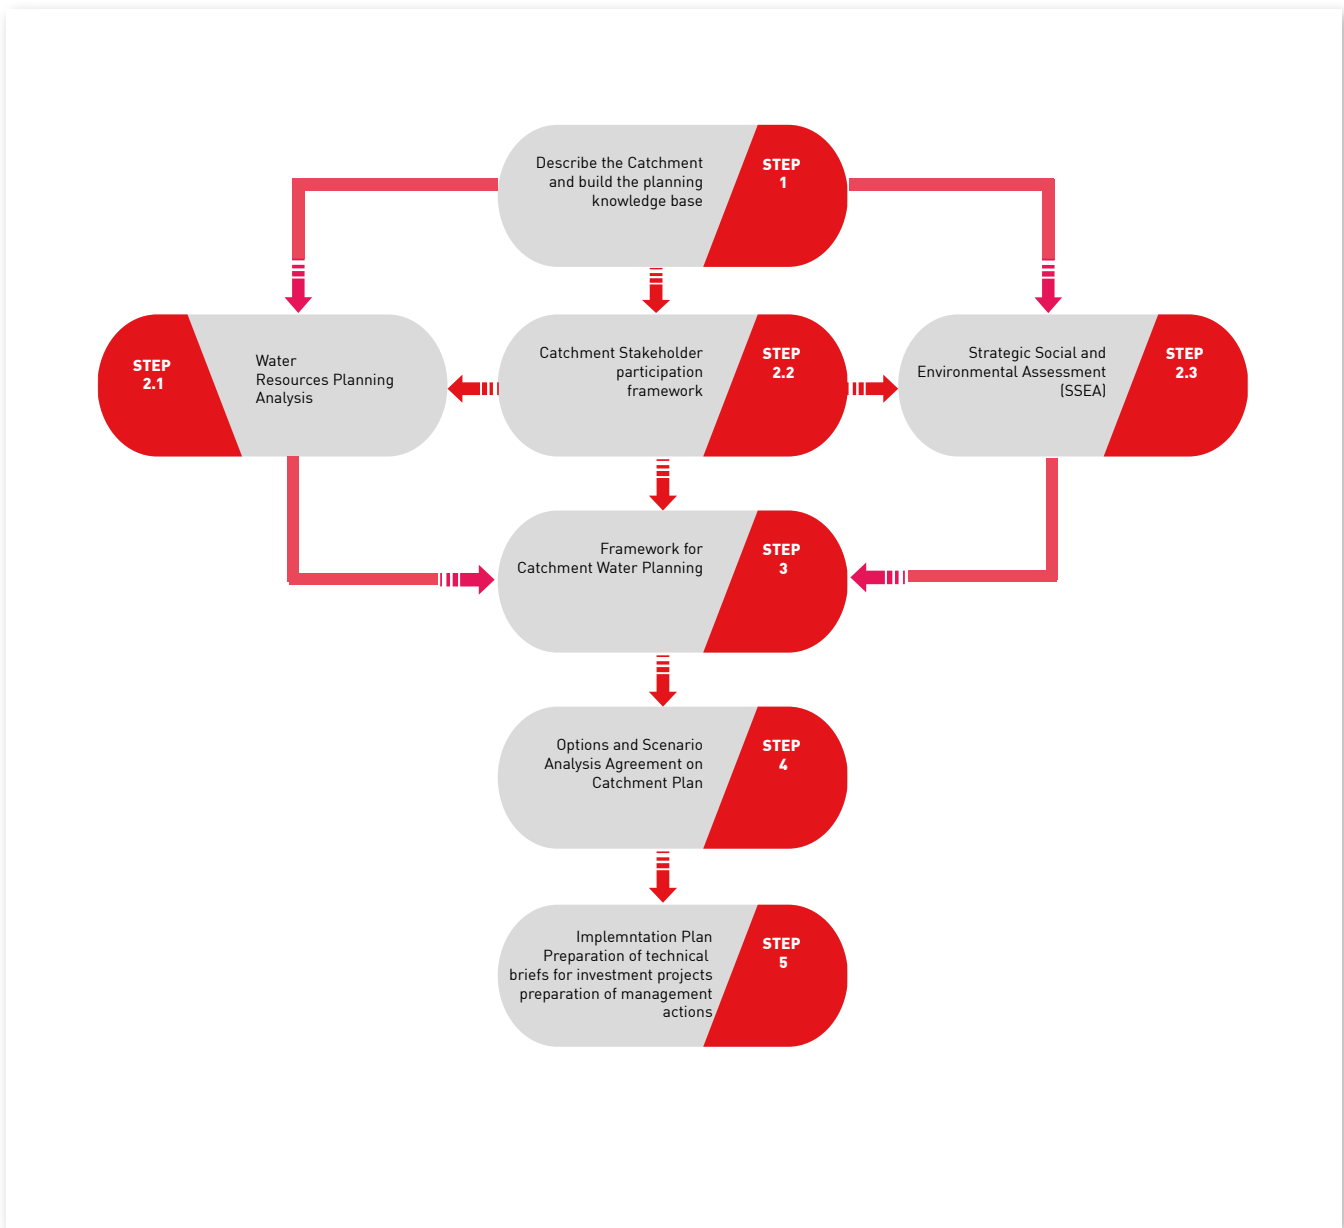 Describe the Catchment
and build the planning
knowledge base
STEP
1
STEP
2.1
Water
Resources Planning
Analysis
Catchment Stakeholder
participation
framework
STEP
2.2
Strategic Social and
Environmental Assessment
(SSEA)
STEP
2.3
Framework for
Catchment Water Planning
STEP
3
Options and Scenario
Analysis Agreement on
Catchment Plan
STEP
4
Implemntation Plan
Preparation of technical
briefs for investment projects
preparation of management
actions
STEP
5